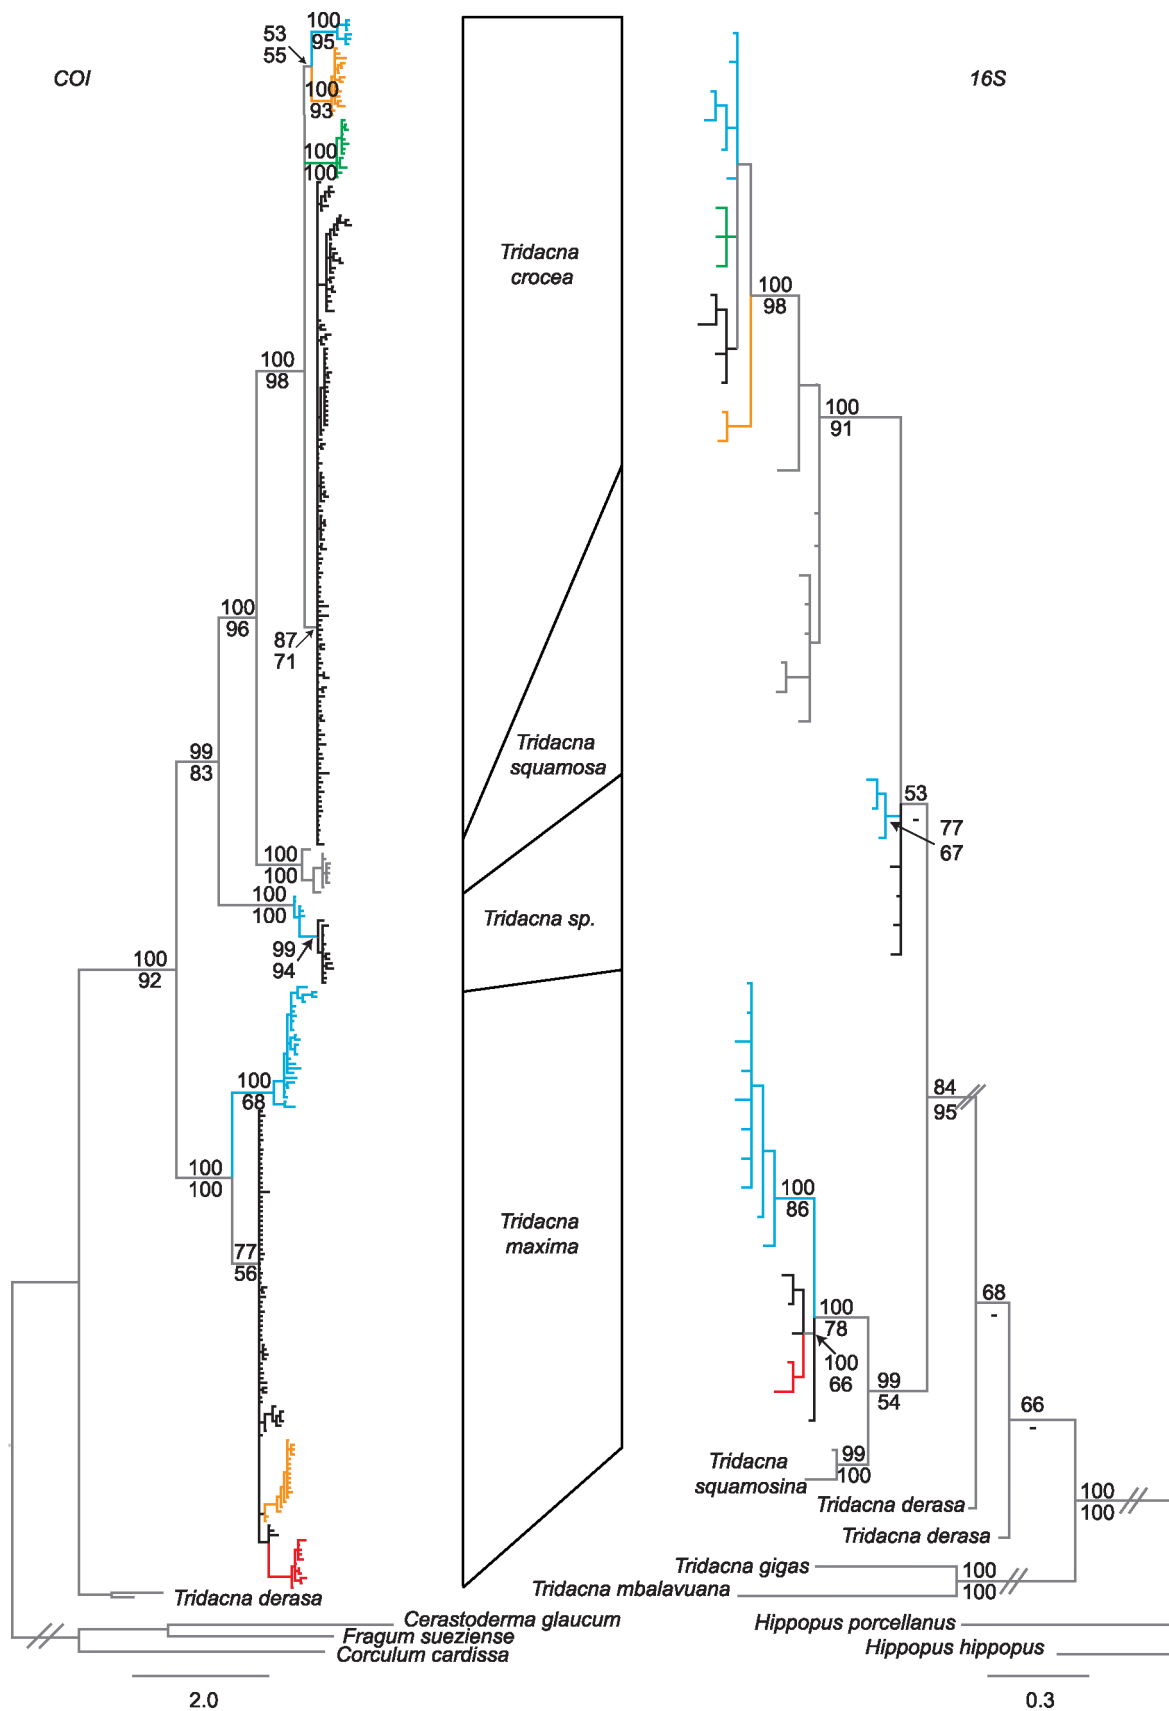 COI
16S
53
55
100
95
100
93
100
100
100
98
100
96
87
71
99
83
100
100
100
100
99
94
100
92
100
68
100
100
77
56
Tridacna derasa
Cerastoderma glaucum
Fragum sueziense
Corculum cardissa
2.0
Tridacna
crocea
Tridacna
squamosa
Tridacna sp.
Tridacna
maxima
100
98
100
91
53
-
77
67
84
95
100
86
100
78
100
66
99
54
68
-
66
-
99
100
Tridacna
squamosina
Tridacna derasa
Tridacna derasa
100
100
Tridacna gigas
Tridacna mbalavuana
100
100
Hippopus porcellanus
Hippopus hippopus
0.3